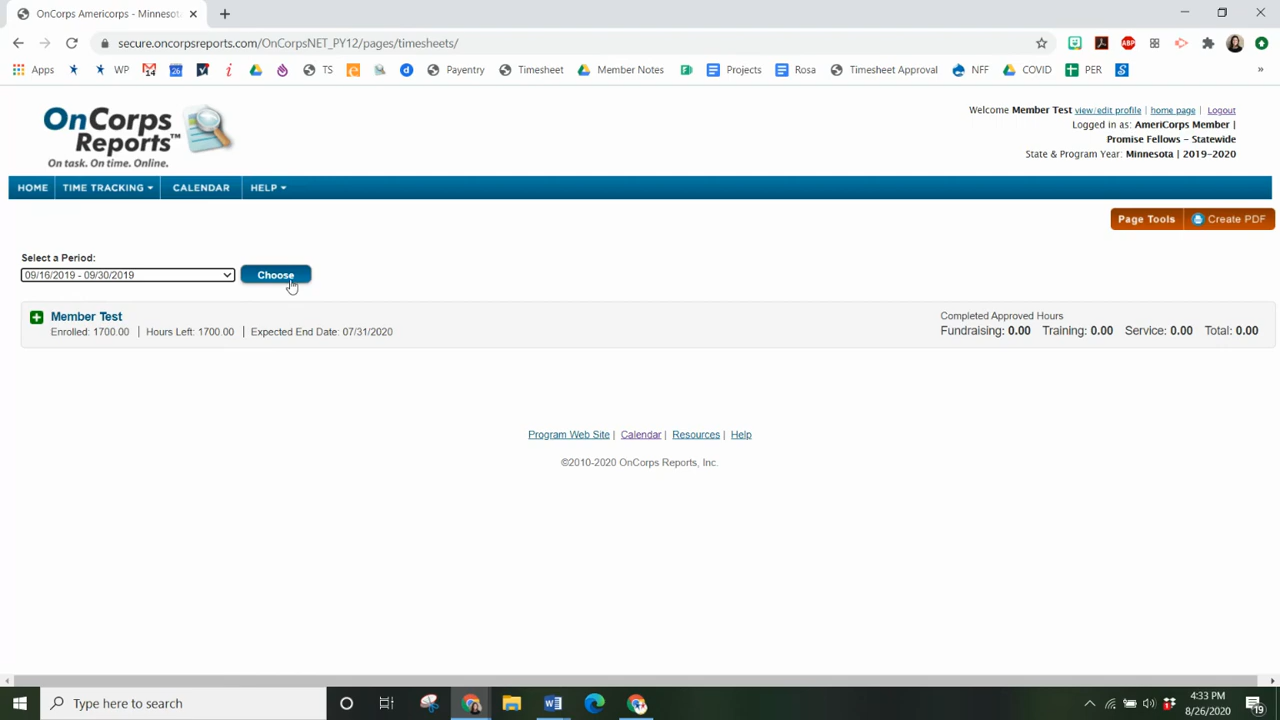 OnCorps Americorps - Minnesot
secure.oncorpsreports.com/OnCorpsNET_PY12/pages/timesheets/
ABP
Apps WP 14 26 TS Payentry Timesheet Member Notes Projects Rosa Timesheet Approval NFF COVID PER »
OnCorps
Reports™
On task. On time. Online.
Welcome Member Test view/edit profile | home page | Logout
Logged in as: AmeriCorps Member |
Promise Fellows - Statewide
State & Program Year: Minnesota | 2019-2020
HOME TIME TRACKING CALENDAR HELP
Page Tools Create PDF
Select a Period:
09/16/2019 - 09/30/2019 Choose
Member Test
Enrolled: 1700.00 | Hours Left: 1700.00 | Expected End Date: 07/31/2020
Completed Approved Hours
Fundraising: 0.00 Training: 0.00 Service: 0.00 Total: 0.00
Program Web Site | Calendar | Resources | Help
©2010-2020 OnCorps Reports, Inc.
Type here to search
4:33 PM
8/26/2020
19